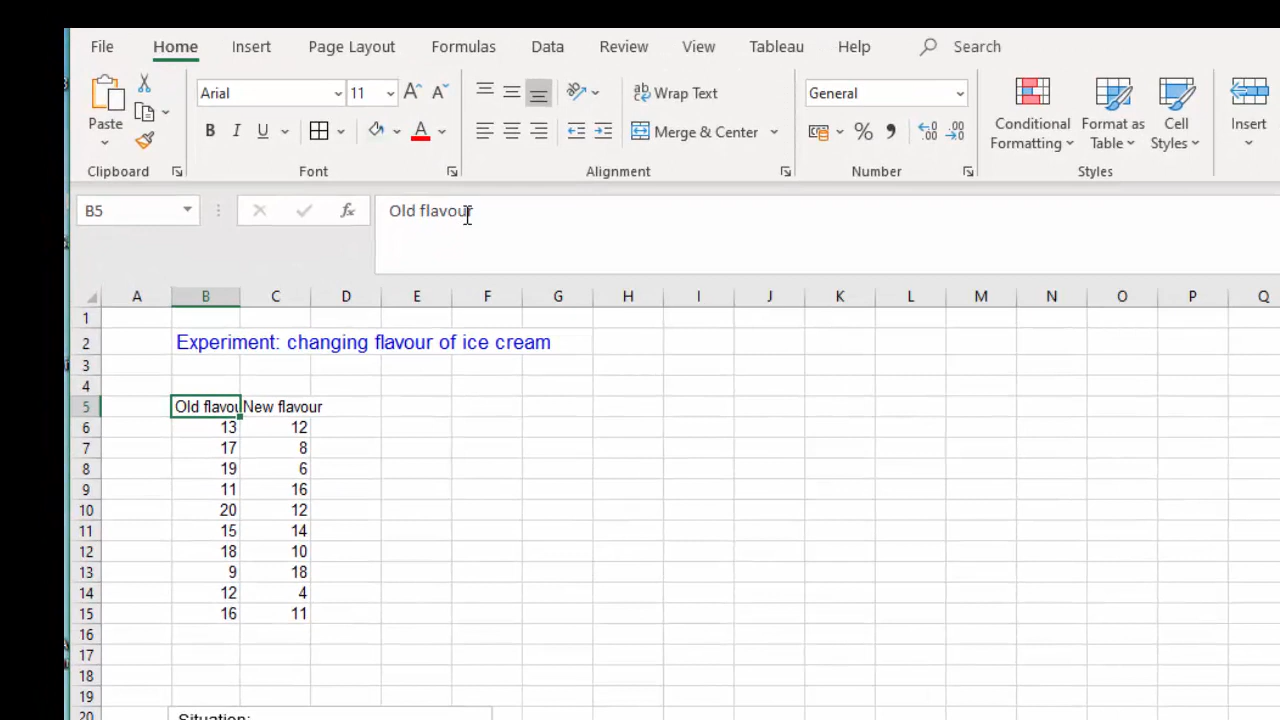 File Home Insert Page Layout Formulas Data Review View Tableau Help Search
Arial 11 Wrap Text General
Paste B I U A Merge & Center % Conditional Formatting Format as Table Cell Styles Insert
Clipboard Font Alignment Number Styles
B5 fx Old flavour
A B C D E F G H I J K L M N O P Q
1
2 Experiment: changing flavour of ice cream
3
4
5 Old flavou New flavour
6 13 12
7 17 8
8 19 6
9 11 16
10 20 12
11 15 14
12 18 10
13 9 18
14 12 4
15 16 11
16
17
18
19
20 Situation: